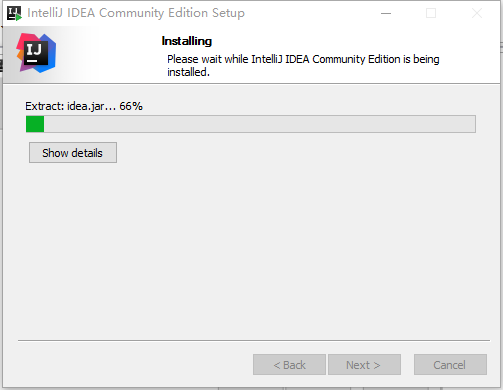 IntelliJ IDEA Community Edition Setup
IJ
Installing
Please wait while IntelliJ IDEA Community Edition is being
installed.
Extract: idea.jar... 66%
Show details
< Back
Next >
Cancel